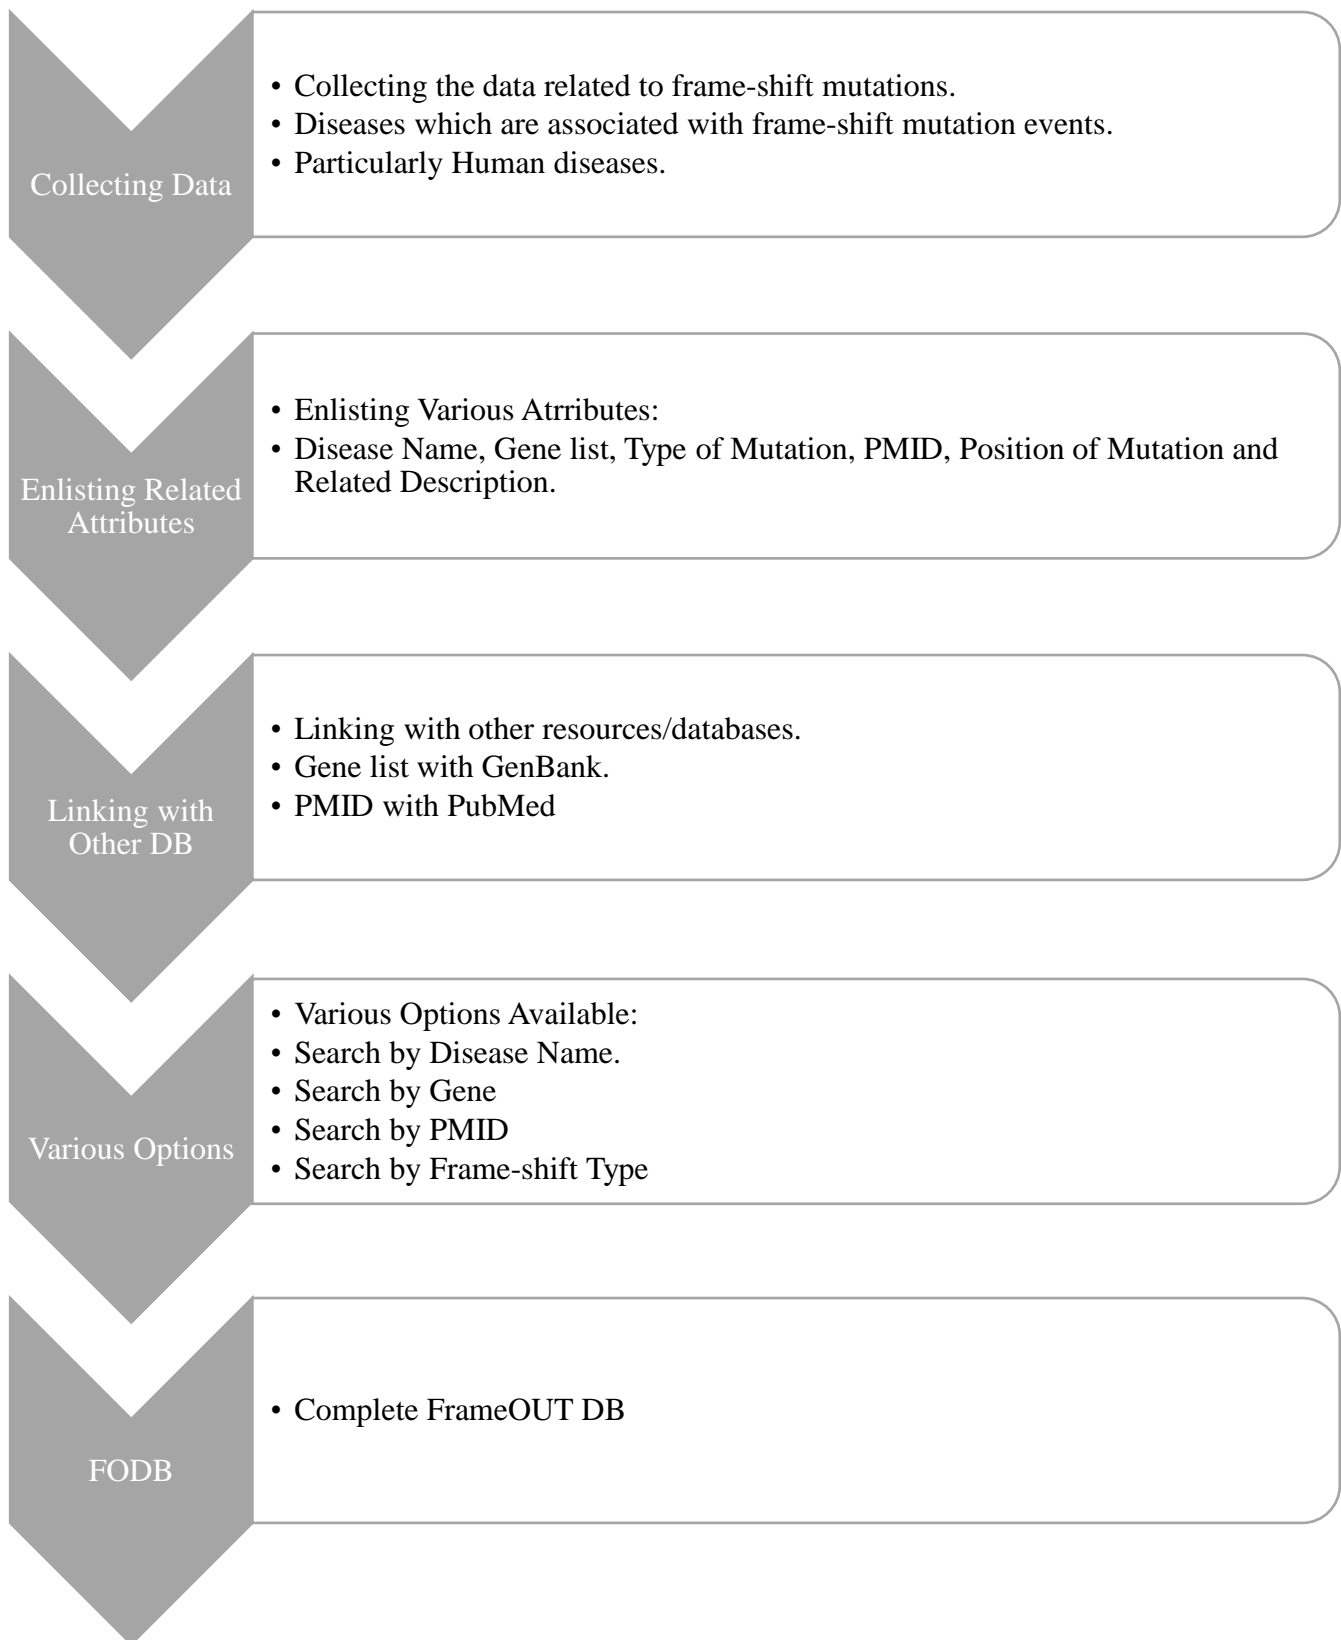 Collecting Data
• Collecting the data related to frame-shift mutations.
• Diseases which are associated with frame-shift mutation events.
• Particularly Human diseases.
Enlisting Related
Attributes
• Enlisting Various Atrributes:
• Disease Name, Gene list, Type of Mutation, PMID, Position of Mutation and
Related Description.
Linking with
Other DB
• Linking with other resources/databases.
• Gene list with GenBank.
• PMID with PubMed
Various Options
• Various Options Available:
• Search by Disease Name.
• Search by Gene
• Search by PMID
• Search by Frame-shift Type
FODB
• Complete FrameOUT DB